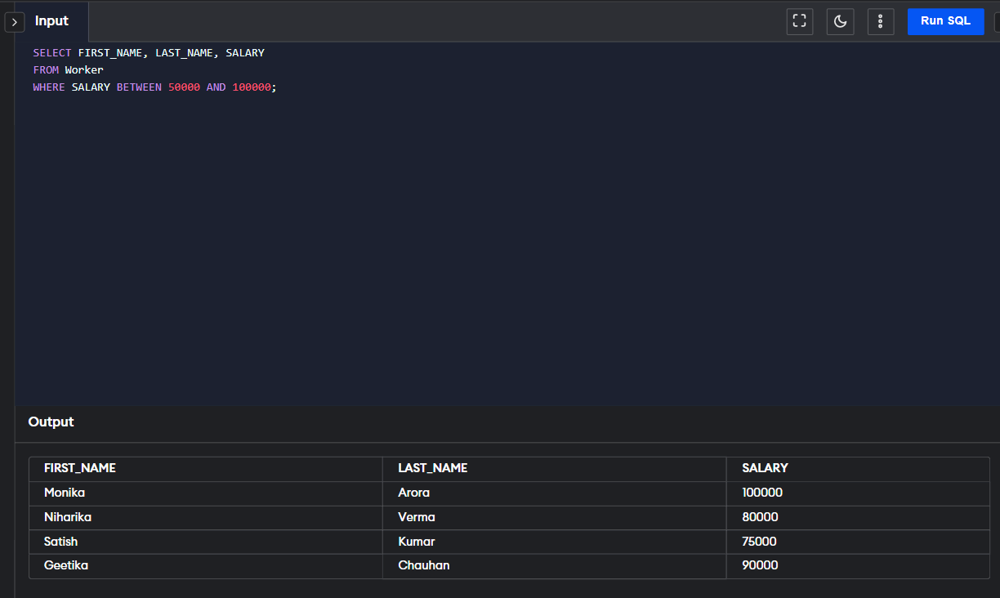 Input
Run SQL
SELECT FIRST_NAME, LAST_NAME, SALARY
FROM Worker
WHERE SALARY BETWEEN 50000 AND 100000;
Output
FIRST_NAME LAST_NAME SALARY
Monika Arora 100000
Niharika Verma 80000
Satish Kumar 75000
Geetika Chauhan 90000